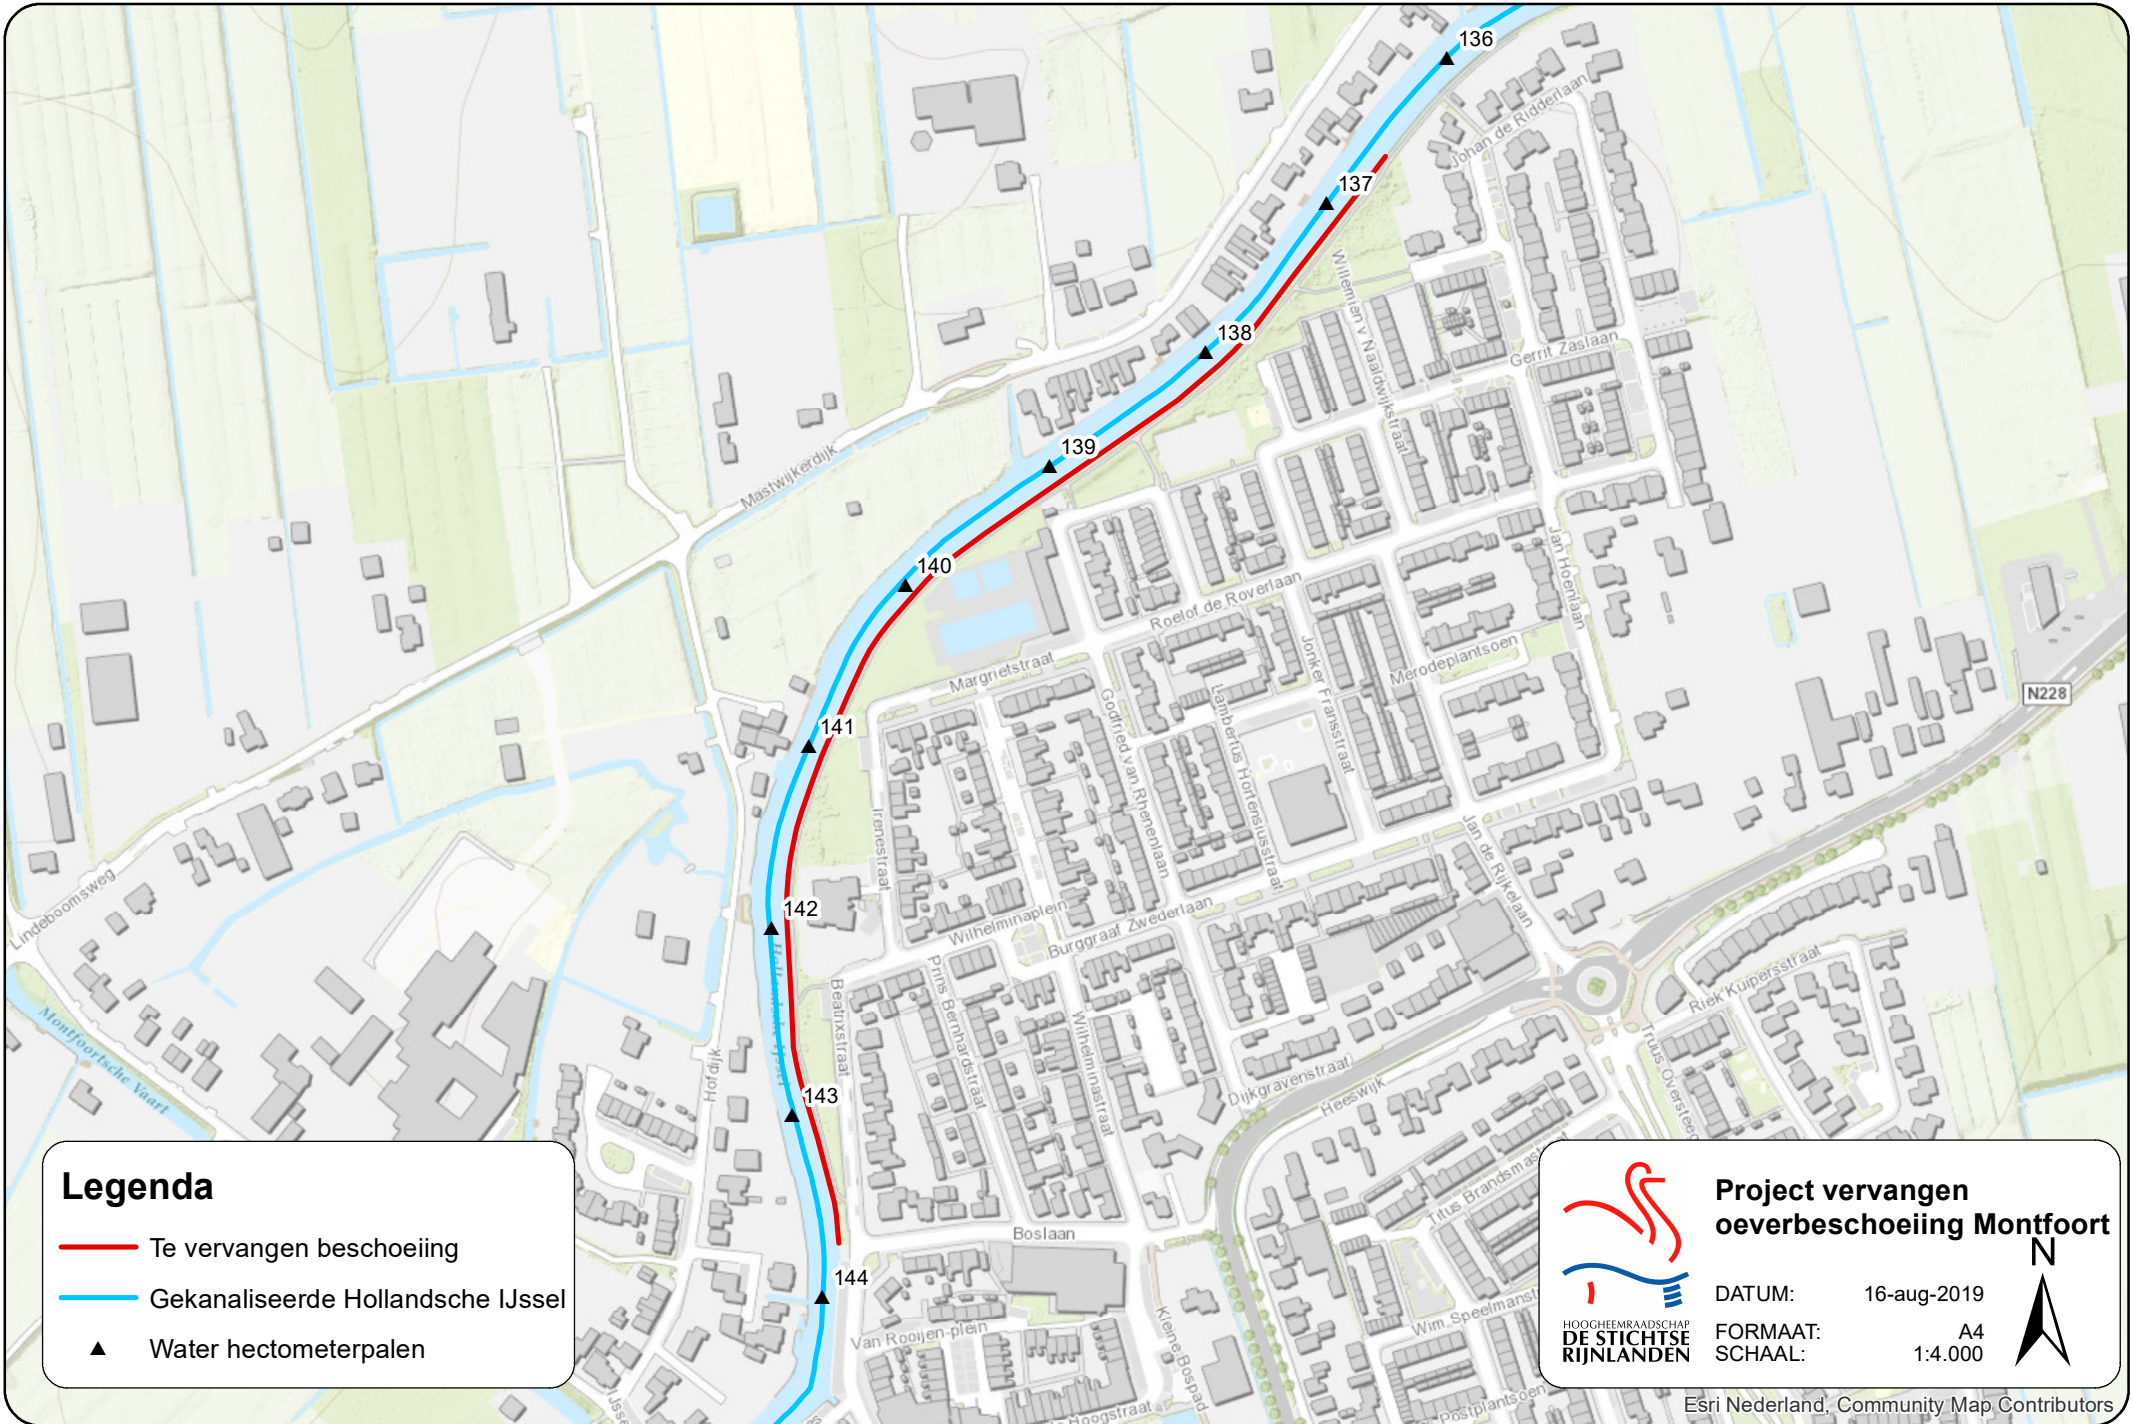 136
Johan de Ridderlaan
137
Willemien v Naaldwijkstraat
138
Gerrit Zaslaan
139
Mastwijkerdijk
140
Jan Hoenlaan
Roelof de Roverlaan
Jonker Fransstraat
Merodeplantsoen
Margrietstraat
N228
Godfried van Rhenenlaan
Lambertus Hortensiusstraat
141
Irenestraat
Jan de Rijkelaan
Lindeboomsweg
142
Wilhelminaplein
Burggraaf Zwederlaan
Hollandsche IJssel
Prins Bernhardstraat
Beatrixstraat
Wilhelminastraat
Riek Kuipersstraat
Montfoortsche Vaart
Hofdijk
Truus Oversteeg
Dijkgravenstraat
Heeswijk
143
Titus Brandsma
Boslaan
144
Van Rooijen-plein
Kleine Bospad
Wim Speelmanst
Postplantsoen
Hoogstraat
Legenda
Te vervangen beschoeiing
Gekanaliseerde Hollandsche IJssel
Water hectometerpalen
Project vervangen
oeverbeschoeiing Montfoort
N
DATUM: 16-aug-2019
FORMAAT: A4
SCHAAL: 1:4.000
HOOGHEEMRAADSCHAP
DE STICHTSE
RIJNLANDEN
Esri Nederland, Community Map Contributors